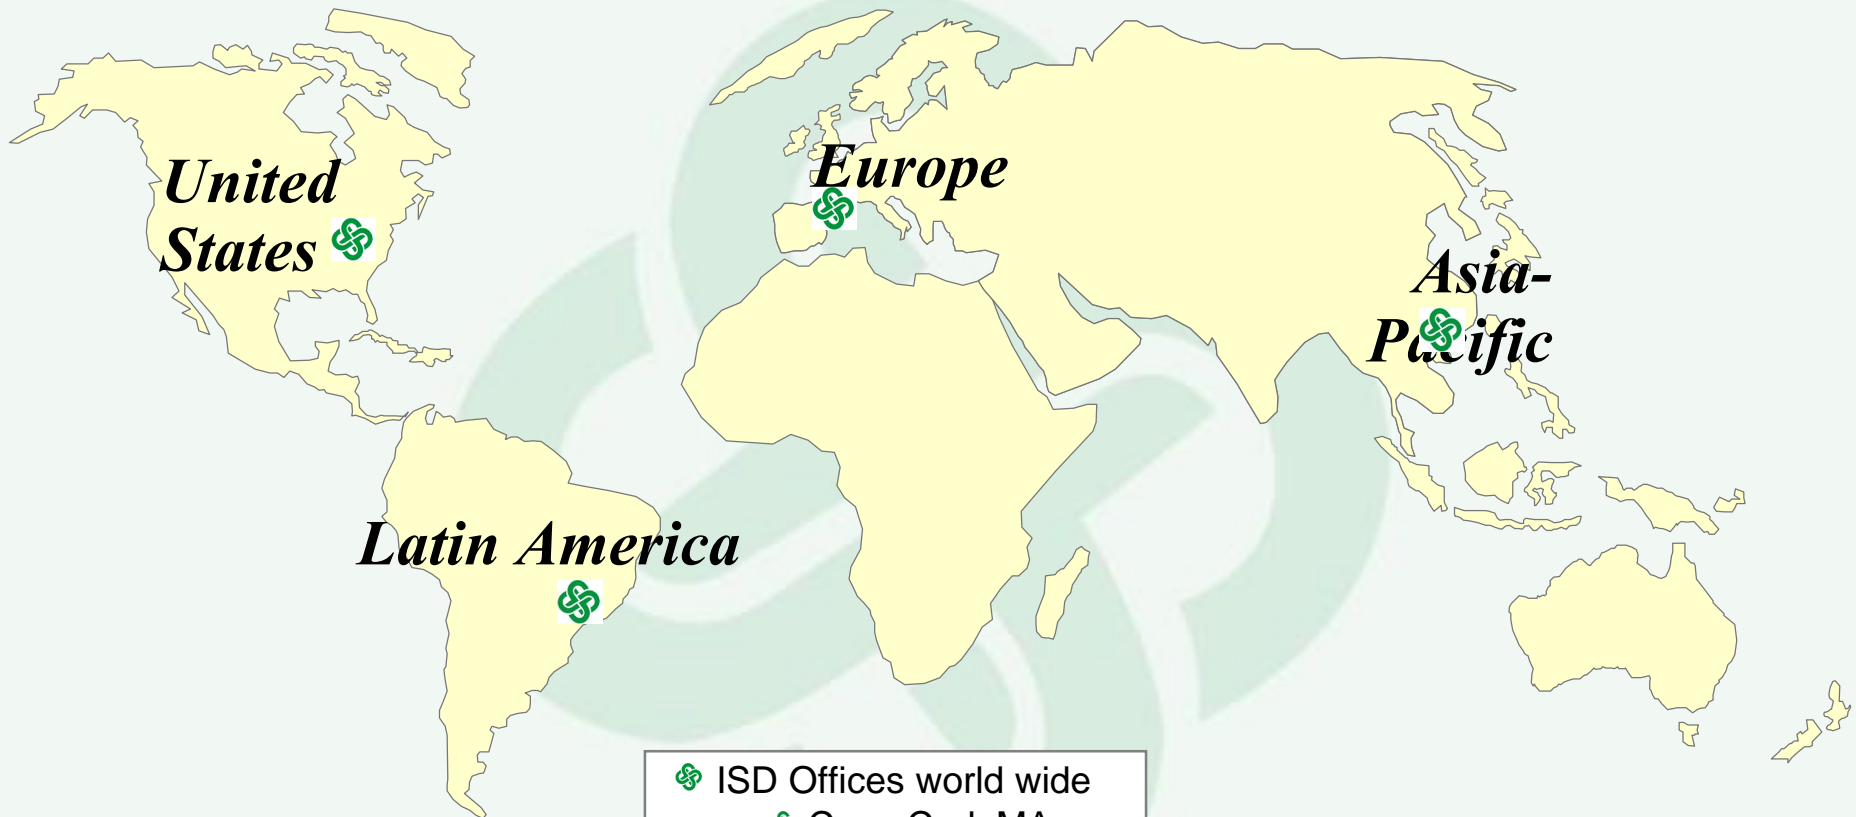 United
States
Europe
Asia-
Pacific
Latin America
ISD Offices world wide